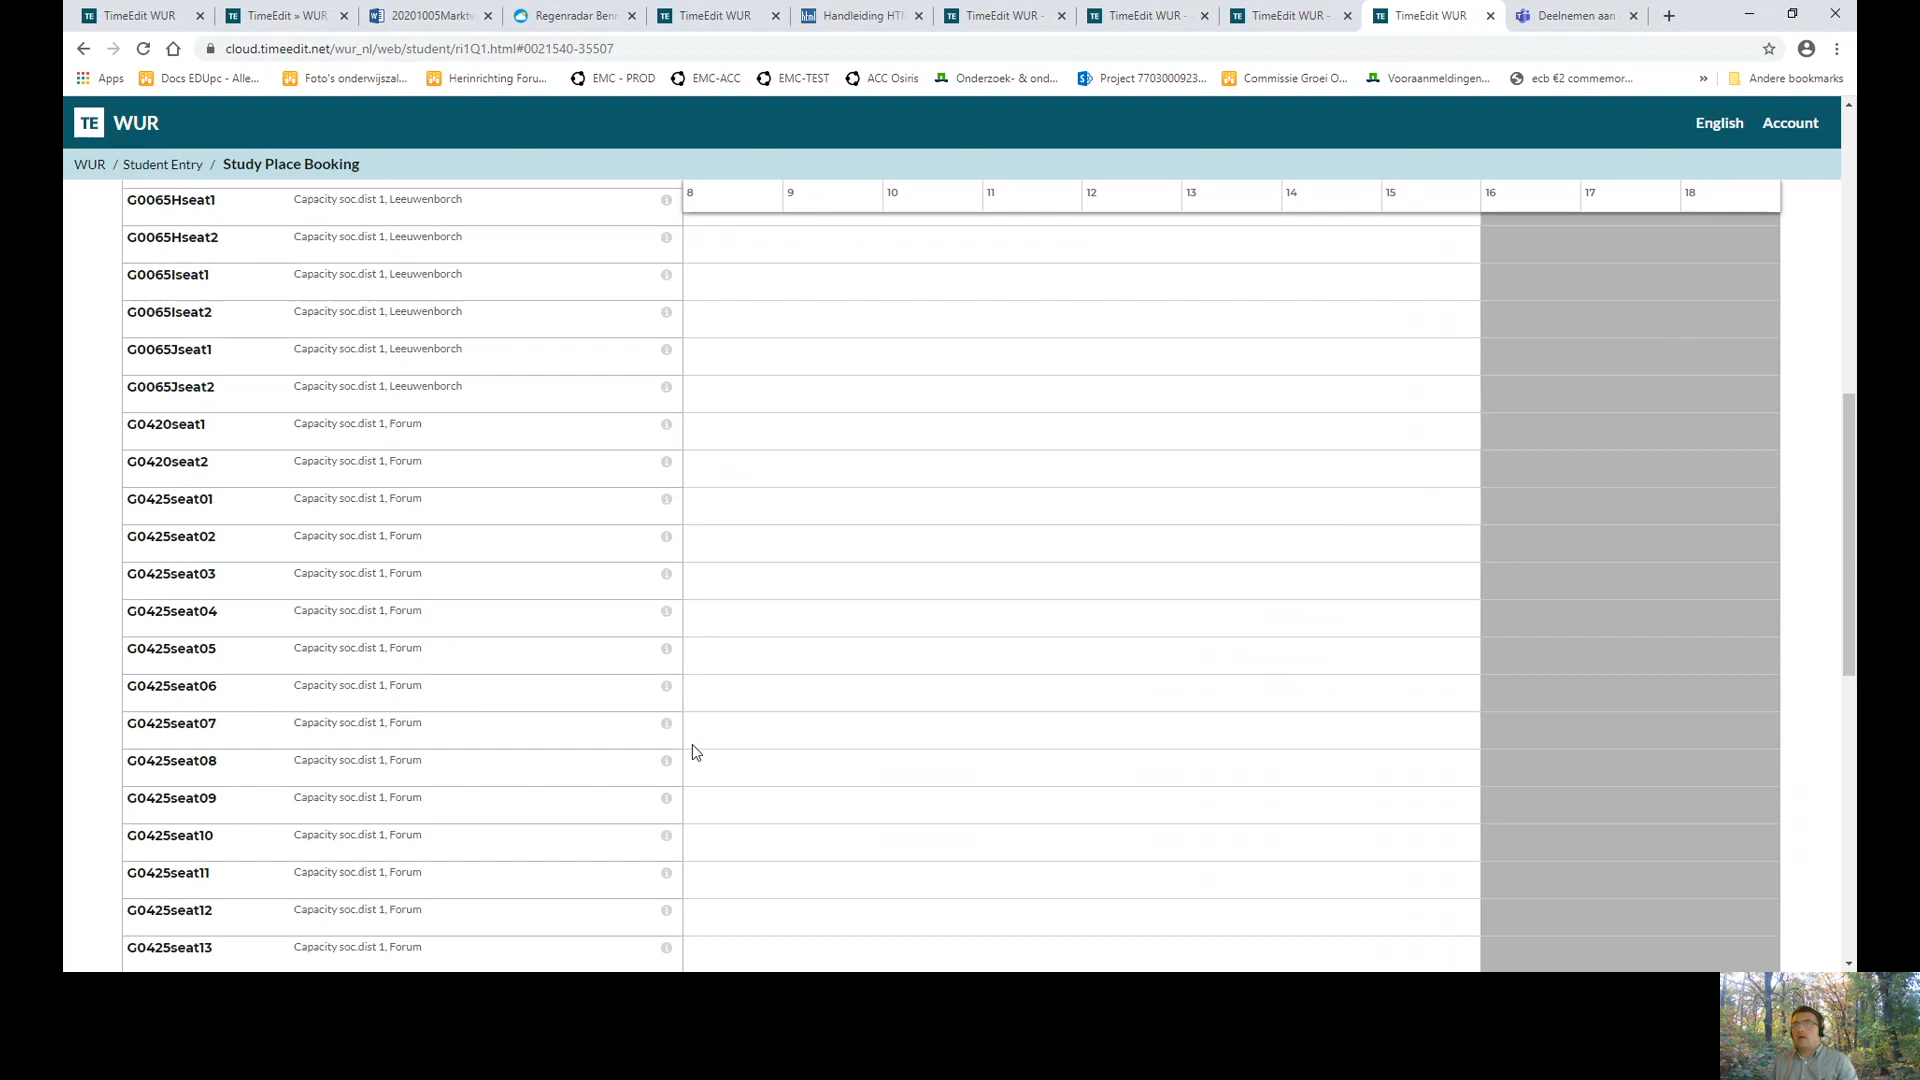 TimeEdit WUR
TimeEdit » WUR
20201005Markt
Regenradar Benn
TimeEdit WUR
Handleiding HTM
TimeEdit WUR -
TimeEdit WUR -
TimeEdit WUR -
TimeEdit WUR
Deelnemen aan
cloud.timeedit.net/wur_nl/web/student/ri1Q1.html#0021540-35507
Apps
Docs EDUpc - Alle...
Foto's onderwijszal...
Herinrichting Foru...
EMC - PROD
EMC-ACC
EMC-TEST
ACC Osiris
Onderzoek- & ond...
Project 7703000923...
Commissie Groei O...
Vooraanmeldingen...
ecb €2 commemor...
»
Andere bookmarks
TE WUR
English Account
WUR / Student Entry / Study Place Booking
8 9 10 11 12 13 14 15 16 17 18
G0065Hseat1 Capacity soc.dist 1, Leeuwenborch
G0065Hseat2 Capacity soc.dist 1, Leeuwenborch
G0065Iseat1 Capacity soc.dist 1, Leeuwenborch
G0065Iseat2 Capacity soc.dist 1, Leeuwenborch
G0065Jseat1 Capacity soc.dist 1, Leeuwenborch
G0065Jseat2 Capacity soc.dist 1, Leeuwenborch
G0420seat1 Capacity soc.dist 1, Forum
G0420seat2 Capacity soc.dist 1, Forum
G0425seat01 Capacity soc.dist 1, Forum
G0425seat02 Capacity soc.dist 1, Forum
G0425seat03 Capacity soc.dist 1, Forum
G0425seat04 Capacity soc.dist 1, Forum
G0425seat05 Capacity soc.dist 1, Forum
G0425seat06 Capacity soc.dist 1, Forum
G0425seat07 Capacity soc.dist 1, Forum
G0425seat08 Capacity soc.dist 1, Forum
G0425seat09 Capacity soc.dist 1, Forum
G0425seat10 Capacity soc.dist 1, Forum
G0425seat11 Capacity soc.dist 1, Forum
G0425seat12 Capacity soc.dist 1, Forum
G0425seat13 Capacity soc.dist 1, Forum